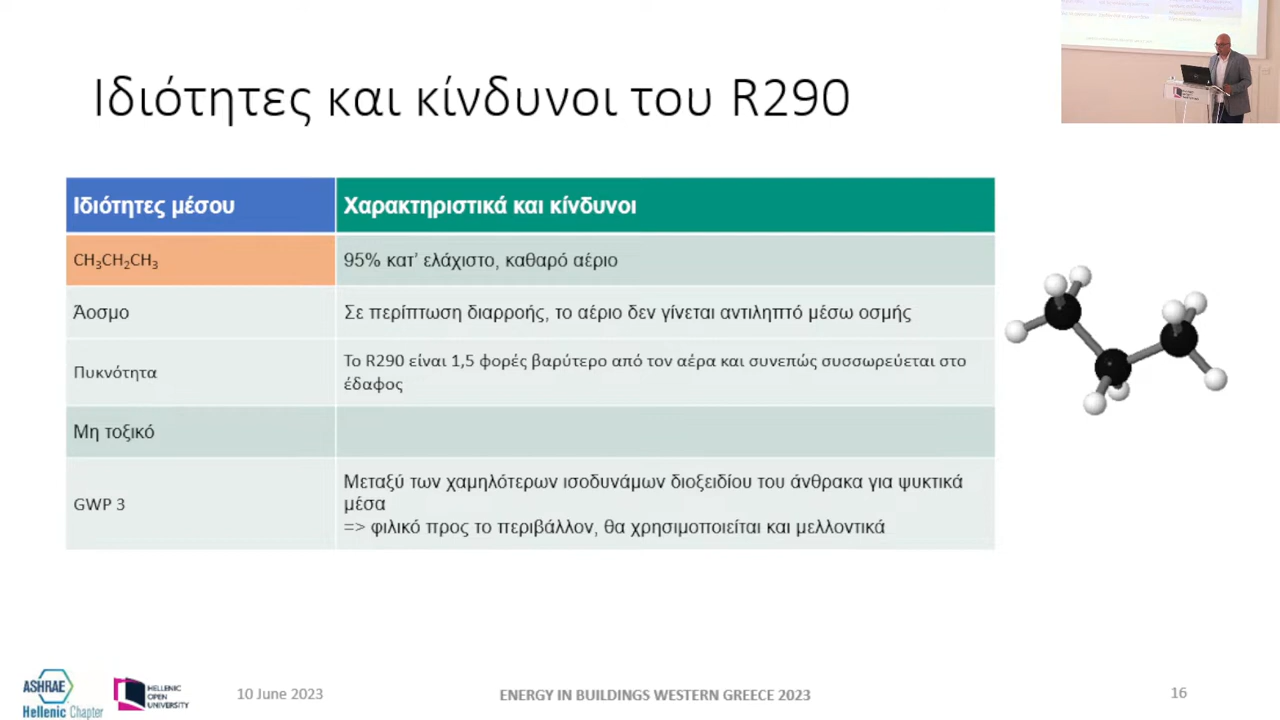 Ιδιότητες και κίνδυνοι του R290
Ιδιότητες μέσου
Χαρακτηριστικά και κίνδυνοι
CH₃CH₂CH₃
95% κατ’ ελάχιστο, καθαρό αέριο
Άοσμο
Σε περίπτωση διαρροής, το αέριο δεν γίνεται αντιληπτό μέσω οσμής
Πυκνότητα
Το R290 είναι 1,5 φορές βαρύτερο από τον αέρα και συνεπώς συσσωρεύεται στο
έδαφος
Μη τοξικό
GWP 3
Μεταξύ των χαμηλότερων ισοδυνάμων διοξειδίου του άνθρακα για ψυκτικά
μέσα
=> φιλικό προς το περιβάλλον, θα χρησιμοποιείται και μελλοντικά
ASHRAE
Hellenic Chapter
HELLENIC
OPEN
UNIVERSITY
10 June 2023
ENERGY IN BUILDINGS WESTERN GREECE 2023
16